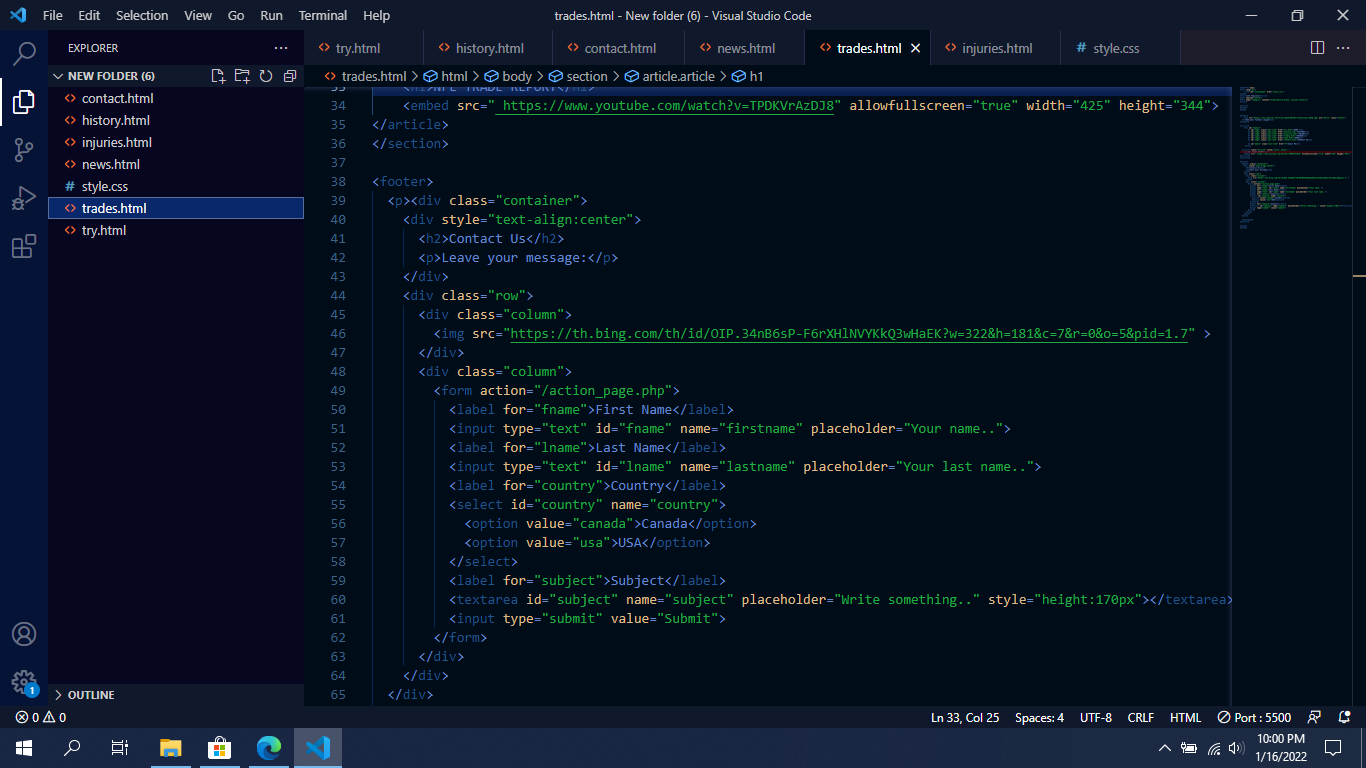 File Edit Selection View Go Run Terminal Help trades.html - New folder (6) - Visual Studio Code
EXPLORER
try.html history.html contact.html news.html trades.html injuries.html # style.css
NEW FOLDER (6)
contact.html
history.html
injuries.html
news.html
# style.css
trades.html
try.html
OUTLINE
trades.html > html > body > section > article.article > h1
33 <h1>NFL TRADE REPORT</h1>
34 <embed src=" https://www.youtube.com/watch?v=TPDKVrAzDJ8" allowfullscreen="true" width="425" height="344">
35 </article>
36 </section>
37
38 <footer>
39 <p><div class="container">
40 <div style="text-align:center">
41 <h2>Contact Us</h2>
42 <p>Leave your message:</p>
43 </div>
44 <div class="row">
45 <div class="column">
46 <img src="https://th.bing.com/th/id/OIP.34nB6sP-F6rXHlNVYKkQ3wHaEK?w=322&h=181&c=7&r=0&o=5&pid=1.7" >
47 </div>
48 <div class="column">
49 <form action="/action_page.php">
50 <label for="fname">First Name</label>
51 <input type="text" id="fname" name="firstname" placeholder="Your name..">
52 <label for="lname">Last Name</label>
53 <input type="text" id="lname" name="lastname" placeholder="Your last name..">
54 <label for="country">Country</label>
55 <select id="country" name="country">
56 <option value="canada">Canada</option>
57 <option value="usa">USA</option>
58 </select>
59 <label for="subject">Subject</label>
60 <textarea id="subject" name="subject" placeholder="Write something.." style="height:170px"></textarea>
61 <input type="submit" value="Submit">
62 </form>
63 </div>
64 </div>
65 </div>
1
0 0 Ln 33, Col 25 Spaces: 4 UTF-8 CRLF HTML Port : 5500
10:00 PM
1/16/2022